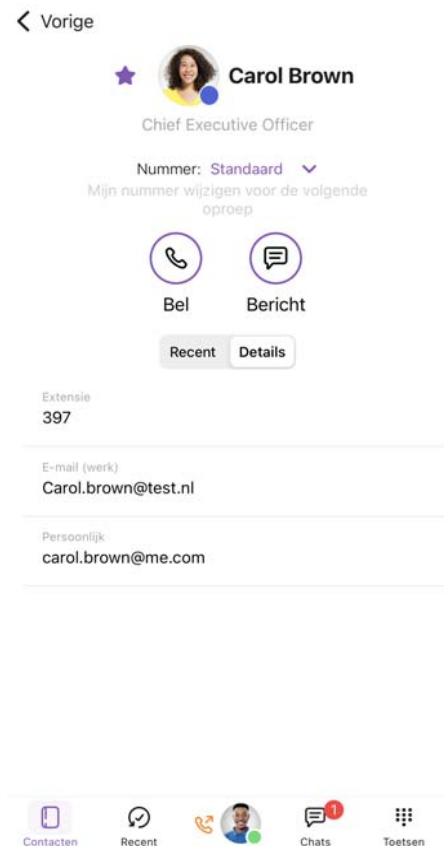 Vorige
Carol Brown
Chief Executive Officer
Nummer: Standaard
Mijn nummer wijzigen voor de volgende
oproep
Bel Bericht
Recent Details
Extensie
397
E-mail (werk)
Carol.brown@test.nl
Persoonlijk
carol.brown@me.com
1
Contacten Recent Chats Toetsen